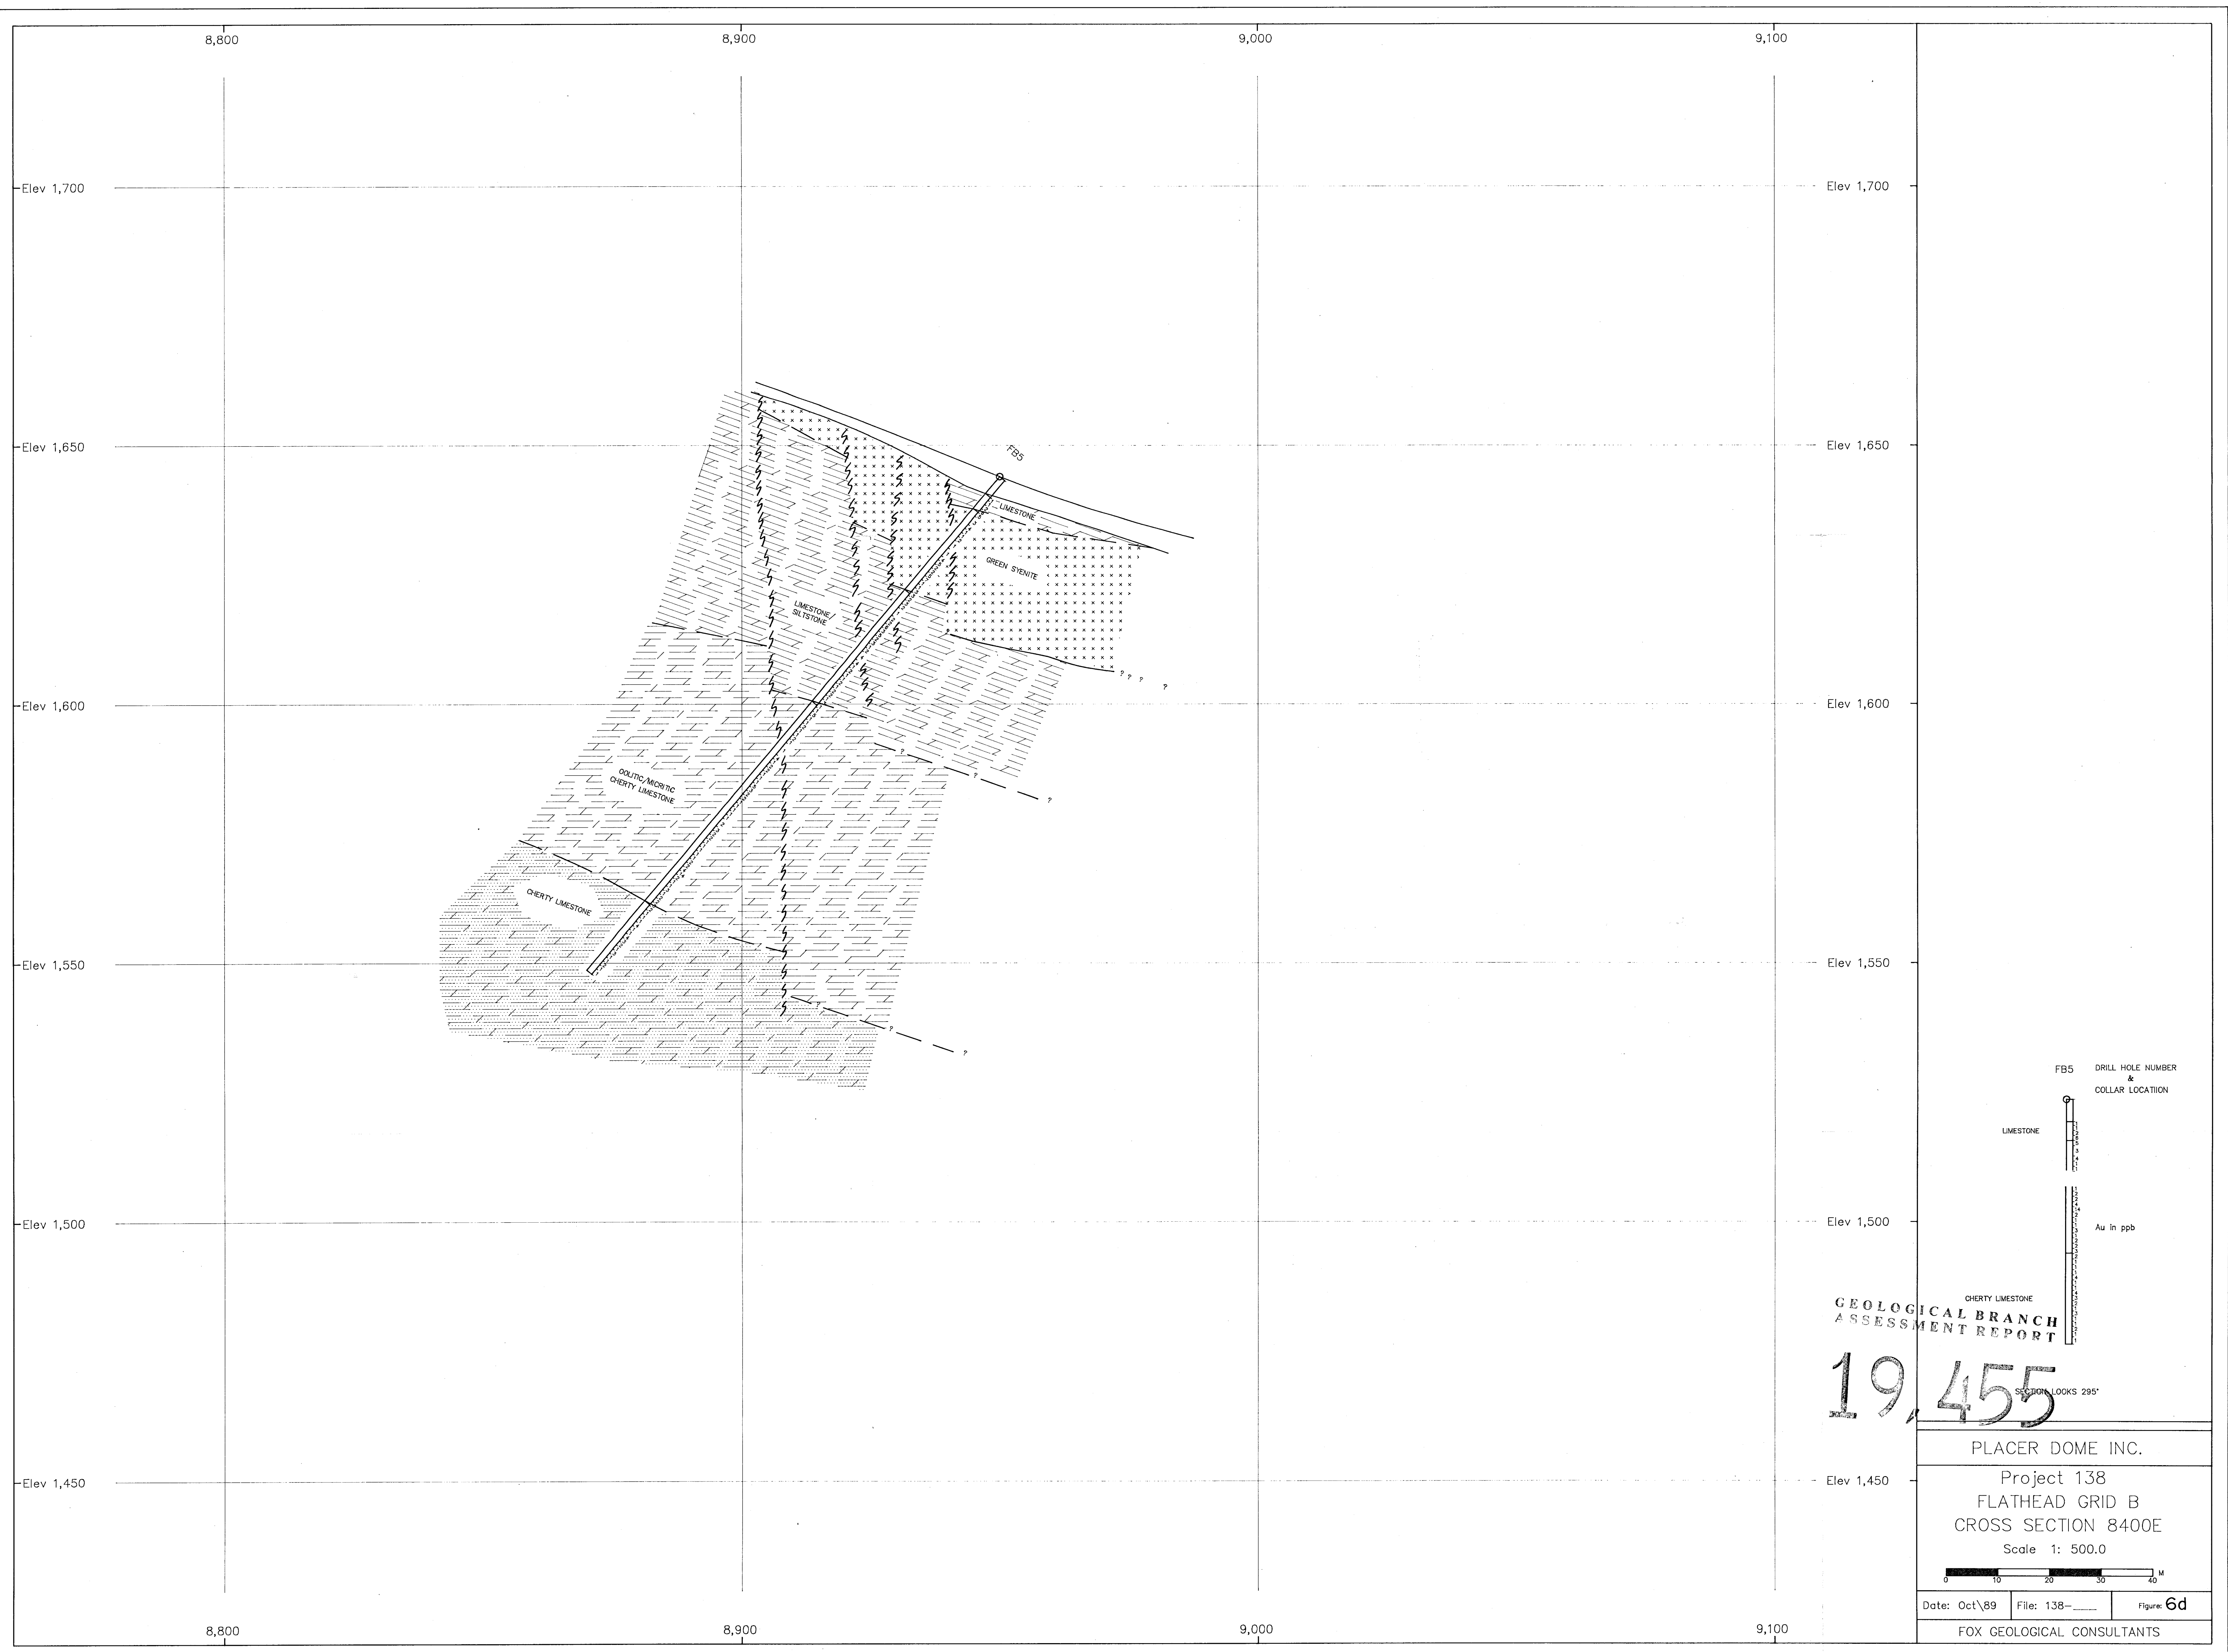 8,800
8,900
9,000
9,100
Elev 1,700
Elev 1,700
Elev 1,650
Elev 1,650
FB5
LIMESTONE
GREEN SYENITE
LIMESTONE/
SILTSTONE
? ? ? ?
Elev 1,600
Elev 1,600
?
?
?
OOLITIC/MICRITIC
CHERTY LIMESTONE
CHERTY LIMESTONE
Elev 1,550
Elev 1,550
?
?
?
FB5
DRILL HOLE NUMBER
&
COLLAR LOCATIION
LIMESTONE
Elev 1,500
Elev 1,500
Au in ppb
CHERTY LIMESTONE
GEOLOGICAL BRANCH
ASSESSMENT REPORT
19,455
SECTION LOOKS 295°
PLACER DOME INC.
Elev 1,450
Elev 1,450
Project 138
FLATHEAD GRID B
CROSS SECTION 8400E
Scale 1: 500.0
0 10 20 30 40 M
Date: Oct\89
File: 138-____
Figure: 6d
FOX GEOLOGICAL CONSULTANTS
8,800
8,900
9,000
9,100